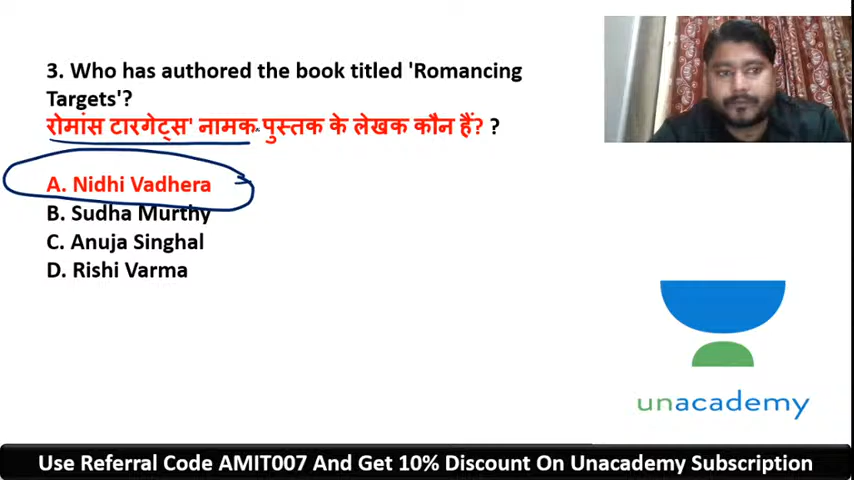 3. Who has authored the book titled 'Romancing
Targets'?
रोमांस टारगेट्स' नामक पुस्तक के लेखक कौन हैं? ?
A. Nidhi Vadhera
B. Sudha Murthy
C. Anuja Singhal
D. Rishi Varma
unacademy
Use Referral Code AMIT007 And Get 10% Discount On Unacademy Subscription